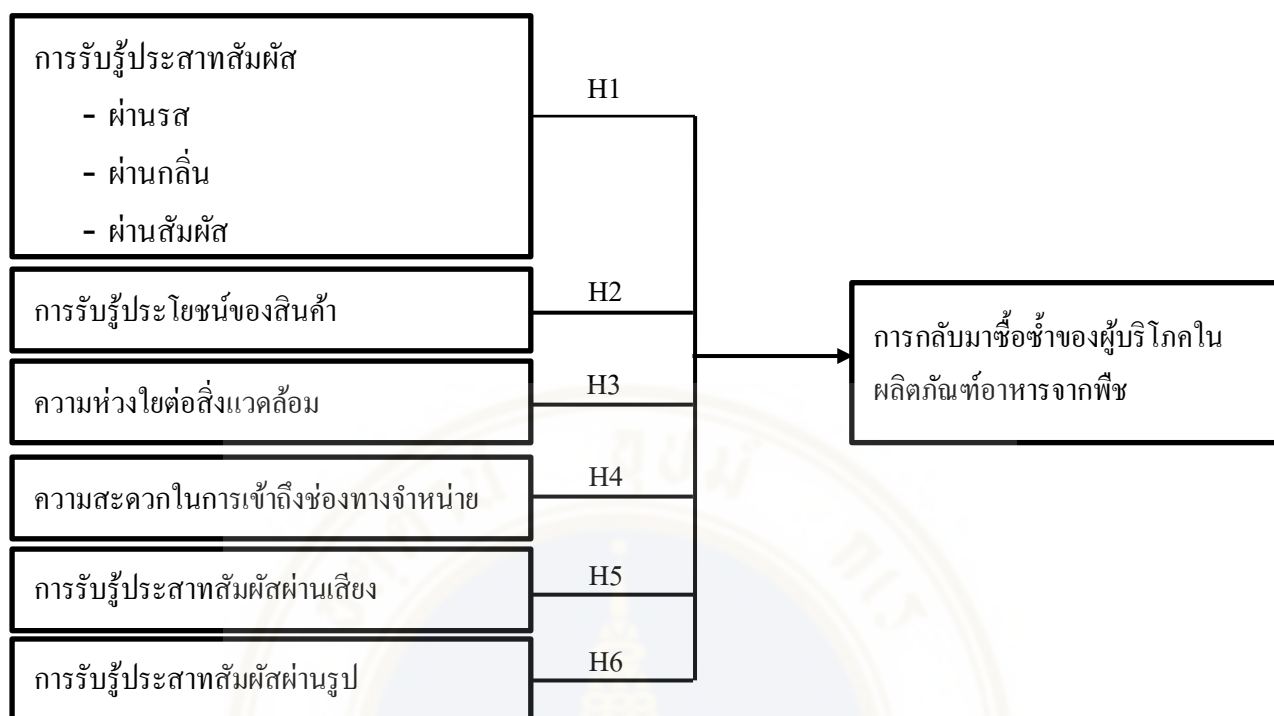 การรับรู้ประสาทสัมผัส
- ผ่านรส
- ผ่านกลิ่น
- ผ่านสัมผัส
H1
การรับรู้ประโยชน์ของสินค้า
H2
ความห่วงใยต่อสิ่งแวดล้อม
H3
ความสะดวกในการเข้าถึงช่องทางจำหน่าย
H4
การรับรู้ประสาทสัมผัสผ่านเสียง
H5
การรับรู้ประสาทสัมผัสผ่านรูป
H6
การกลับมาซื้อซ้ำของผู้บริโภคใน
ผลิตภัณฑ์อาหารจากพืช